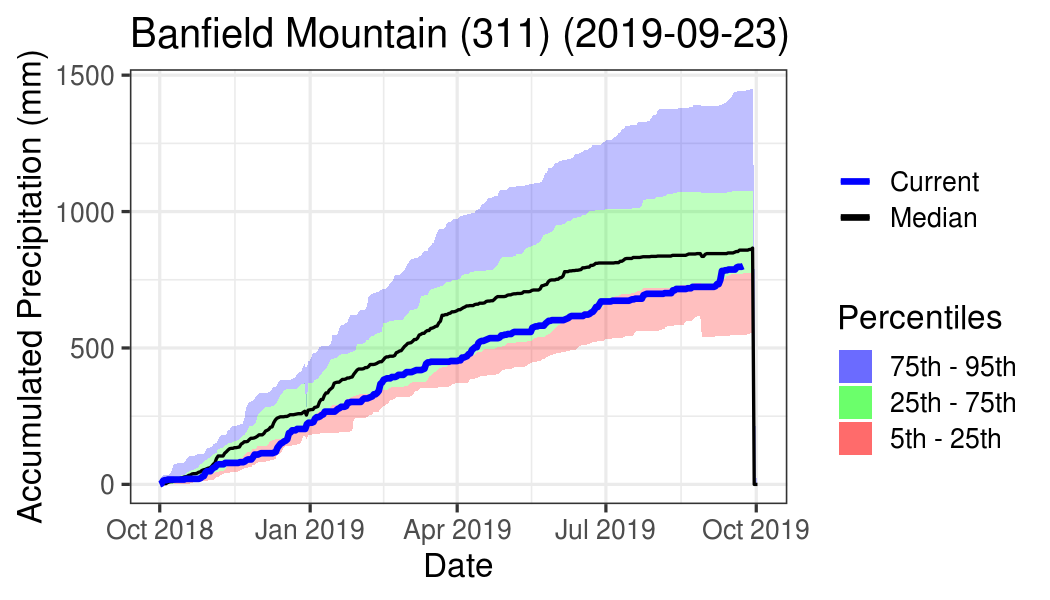 Banfield Mountain (311) (2019-09-23)
Accumulated Precipitation (mm)
1500
1000
500
0
Oct 2018
Jan 2019
Apr 2019
Jul 2019
Oct 2019
Date
Current
Median
Percentiles
75th - 95th
25th - 75th
5th - 25th